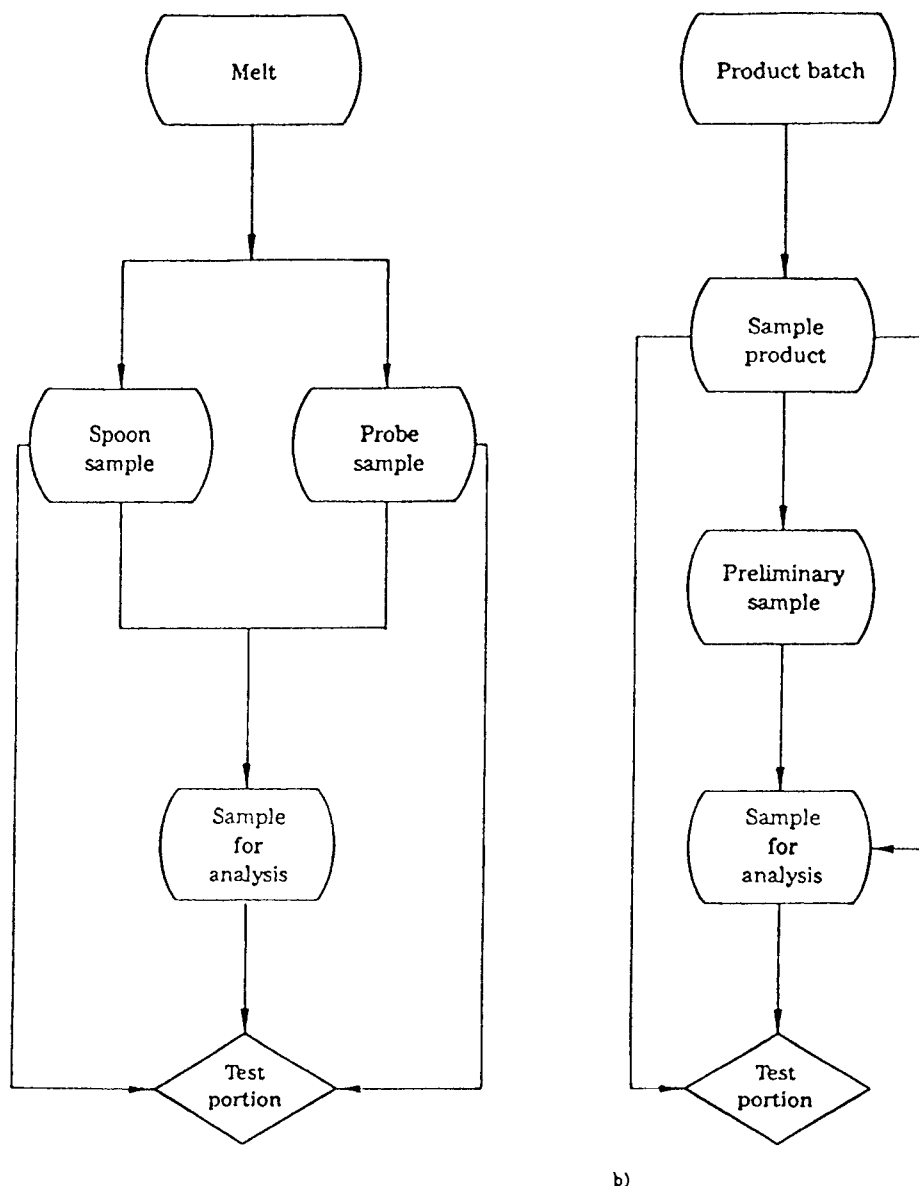 Melt
Spoon
sample
Probe
sample
Sample
for
analysis
Test
portion
Product batch
Sample
product
Preliminary
sample
Sample
for
analysis
Test
portion
b)